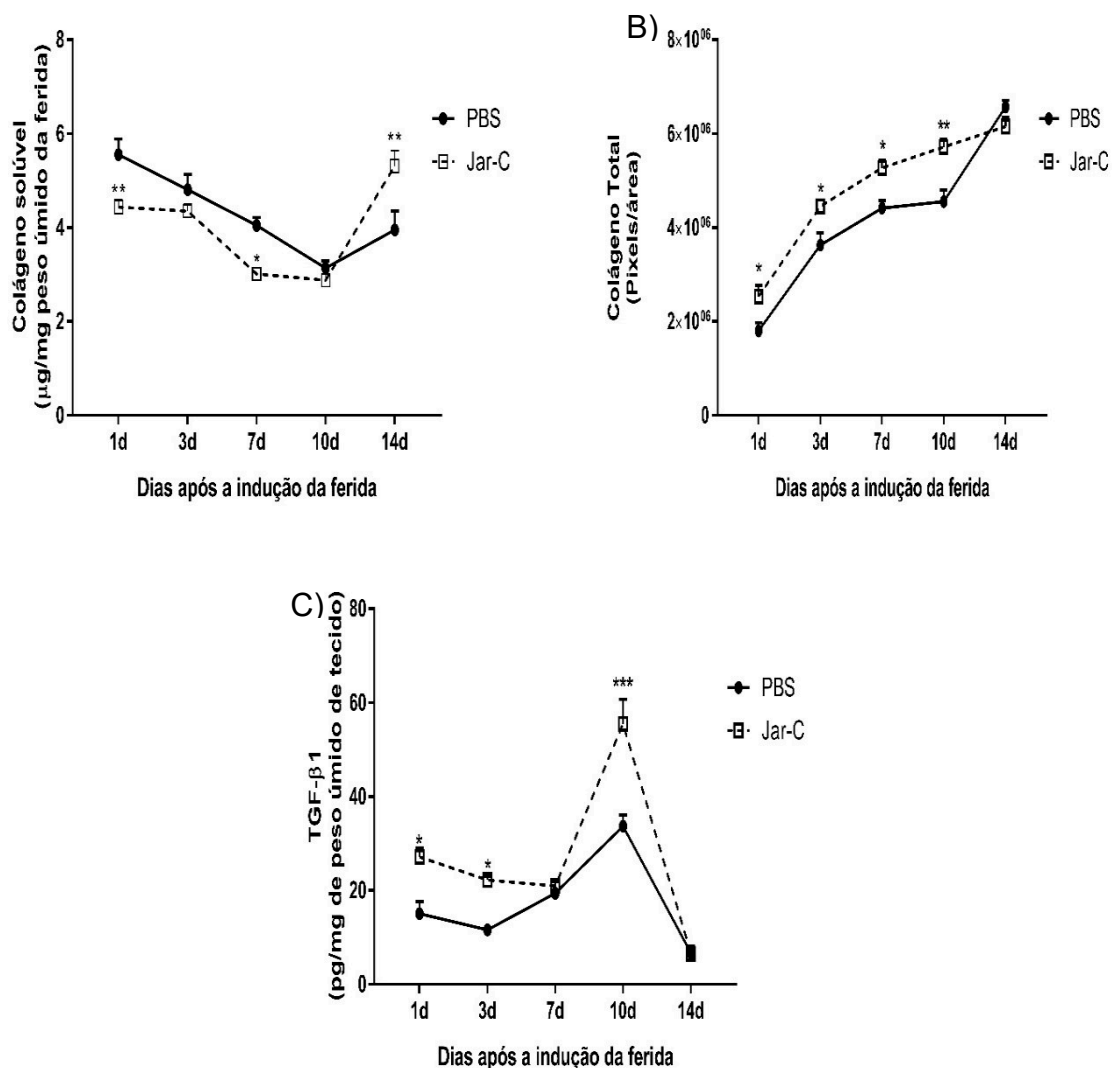 Colágeno solúvel
(µg/mg peso úmido da ferida)
8
6
4
2
0
**
*
**
PBS
Jar-C
1d 3d 7d 10d 14d
Dias após a indução da ferida
B)
Colágeno Total
(Pixels/área)
8×10⁰⁶
6×10⁰⁶
4×10⁰⁶
2×10⁰⁶
0
*
*
*
**
PBS
Jar-C
1d 3d 7d 10d 14d
Dias após a indução da ferida
C)
TGF-β1
(pg/mg de peso úmido de tecido)
80
60
40
20
0
*
*
***
PBS
Jar-C
1d 3d 7d 10d 14d
Dias após a indução da ferida